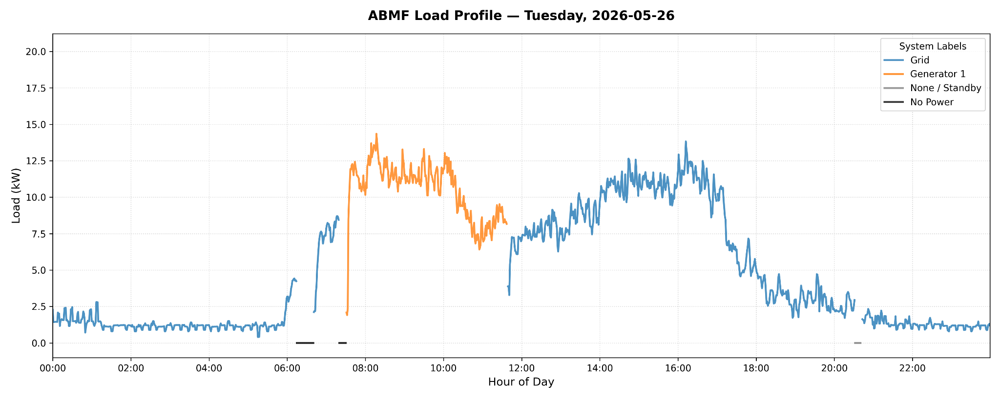 ABMF Load Profile — Tuesday, 2026-05-26
System Labels
Grid
Generator 1
None / Standby
No Power
Load (kW)
20.0
17.5
15.0
12.5
10.0
7.5
5.0
2.5
0.0
00:00 02:00 04:00 06:00 08:00 10:00 12:00 14:00 16:00 18:00 20:00 22:00
Hour of Day